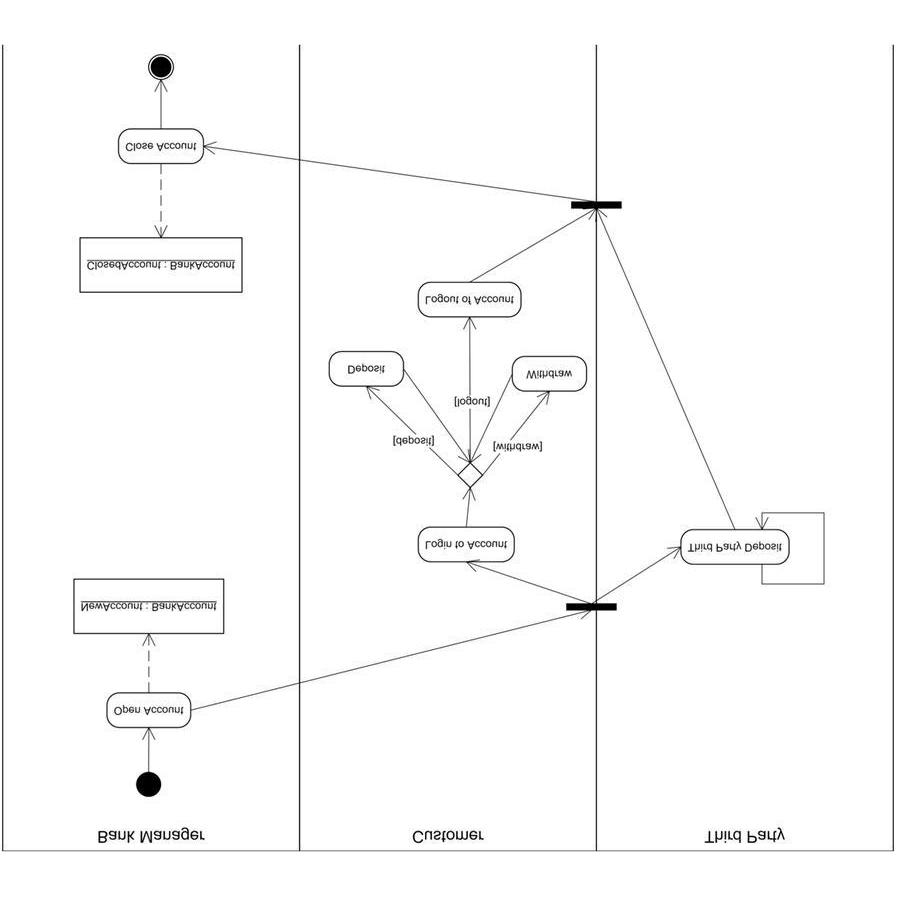 Bank Manager
Customer
Third Party
Open Account
NewAccount : BankAccount
Login to Account
Third Party Deposit
[deposit]
[withdraw]
[logout]
Deposit
Withdraw
Logout of Account
ClosedAccount : BankAccount
Close Account